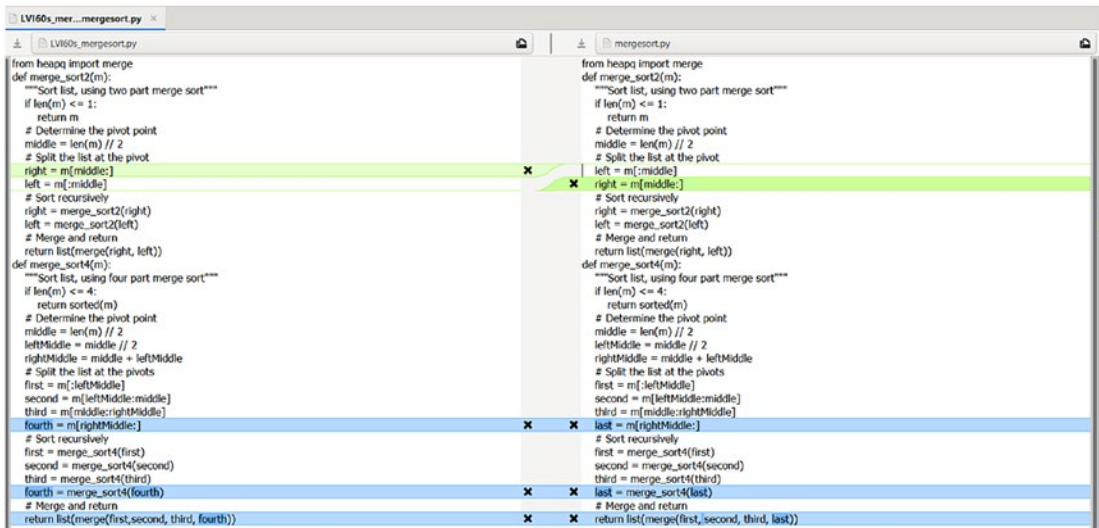 LVI60s_mer...mergesort.py ×
LVI60s_mergesort.py
from heapq import merge
def merge_sort2(m):
"""Sort list, using two part merge sort"""
if len(m) <= 1:
return m
# Determine the pivot point
middle = len(m) // 2
# Split the list at the pivot
right = m[middle:]
left = m[:middle]
# Sort recursively
right = merge_sort2(right)
left = merge_sort2(left)
# Merge and return
return list(merge(right, left))
def merge_sort4(m):
"""Sort list, using four part merge sort"""
if len(m) <= 4:
return sorted(m)
# Determine the pivot point
middle = len(m) // 2
leftMiddle = middle // 2
rightMiddle = middle + leftMiddle
# Split the list at the pivots
first = m[:leftMiddle]
second = m[leftMiddle:middle]
third = m[middle:rightMiddle]
fourth = m[rightMiddle:]
# Sort recursively
first = merge_sort4(first)
second = merge_sort4(second)
third = merge_sort4(third)
fourth = merge_sort4(fourth)
# Merge and return
return list(merge(first,second, third, fourth))
mergesort.py
from heapq import merge
def merge_sort2(m):
"""Sort list, using two part merge sort"""
if len(m) <= 1:
return m
# Determine the pivot point
middle = len(m) // 2
# Split the list at the pivot
left = m[:middle]
right = m[middle:]
# Sort recursively
right = merge_sort2(right)
left = merge_sort2(left)
# Merge and return
return list(merge(right, left))
def merge_sort4(m):
"""Sort list, using four part merge sort"""
if len(m) <= 4:
return sorted(m)
# Determine the pivot point
middle = len(m) // 2
leftMiddle = middle // 2
rightMiddle = middle + leftMiddle
# Split the list at the pivots
first = m[:leftMiddle]
second = m[leftMiddle:middle]
third = m[middle:rightMiddle]
last = m[rightMiddle:]
# Sort recursively
first = merge_sort4(first)
second = merge_sort4(second)
third = merge_sort4(third)
last = merge_sort4(last)
# Merge and return
return list(merge(first, second, third, last))